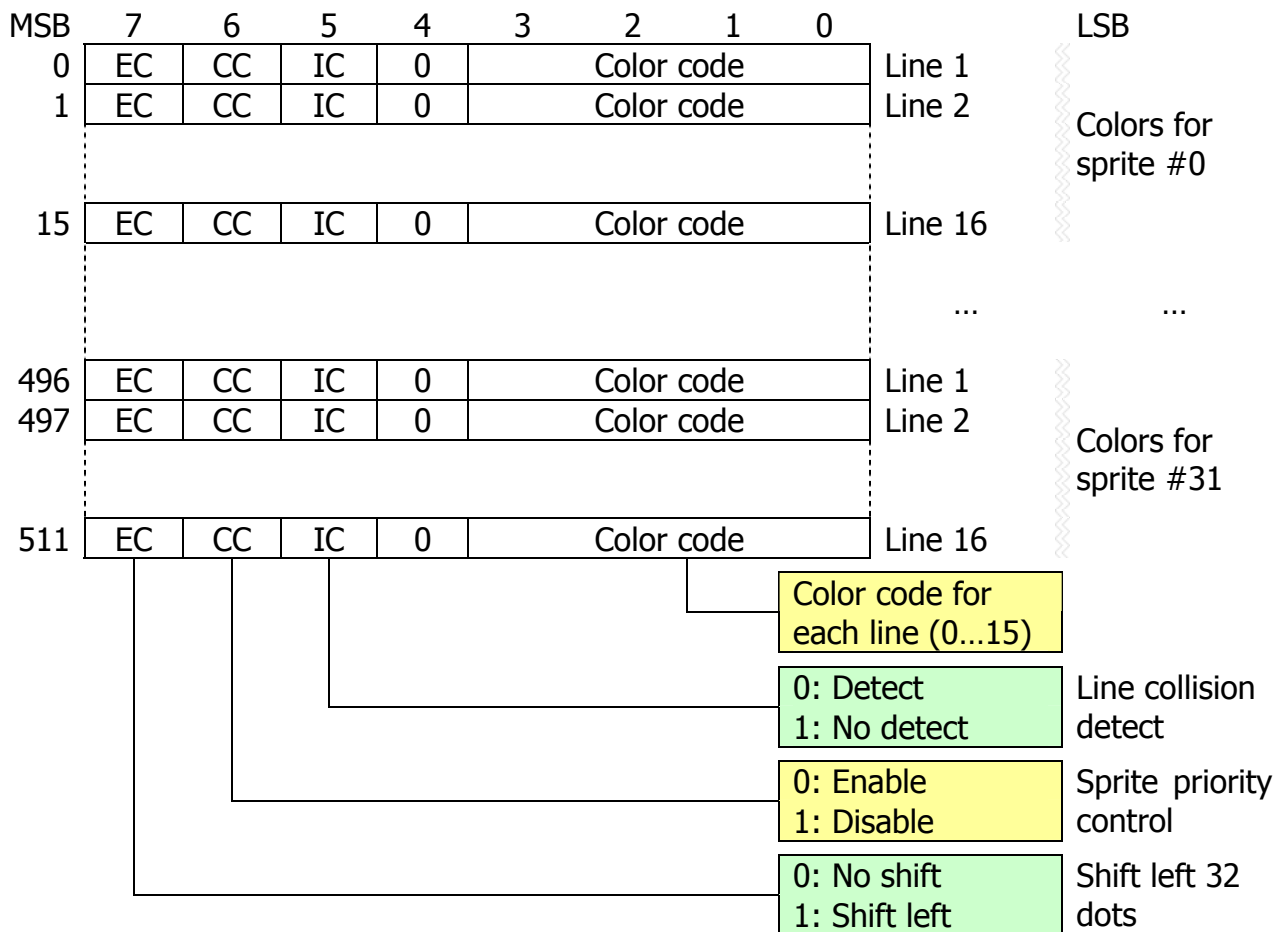 MSB 7 6 5 4 3 2 1 0 LSB
0 EC CC IC 0 Color code Line 1
1 EC CC IC 0 Color code Line 2
Colors for
sprite #0
15 EC CC IC 0 Color code Line 16
... ...
496 EC CC IC 0 Color code Line 1
497 EC CC IC 0 Color code Line 2
Colors for
sprite #31
511 EC CC IC 0 Color code Line 16
Color code for
each line (0...15)
0: Detect Line collision
1: No detect detect
0: Enable Sprite priority
1: Disable control
0: No shift Shift left 32
1: Shift left dots